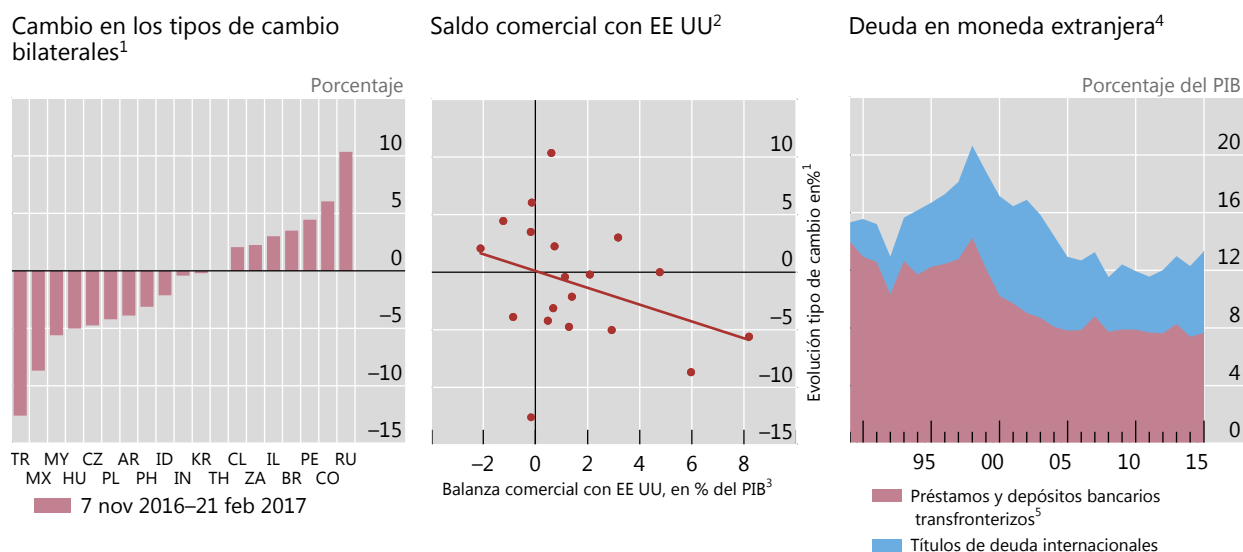 Cambio en los tipos de cambio
bilaterales¹
Porcentaje
10
5
0
–5
–10
–15
TR MY CZ AR ID KR CL IL PE RU
MX HU PL PH IN TH ZA BR CO
7 nov 2016–21 feb 2017
Saldo comercial con EE UU²
10
5
0
–5
–10
–15
Evolución tipo de cambio en%¹
–2 0 2 4 6 8
Balanza comercial con EE UU, en % del PIB³
Deuda en moneda extranjera⁴
Porcentaje del PIB
20
16
12
8
4
0
95 00 05 10 15
Préstamos y depósitos bancarios
transfronterizos⁵
Títulos de deuda internacionales